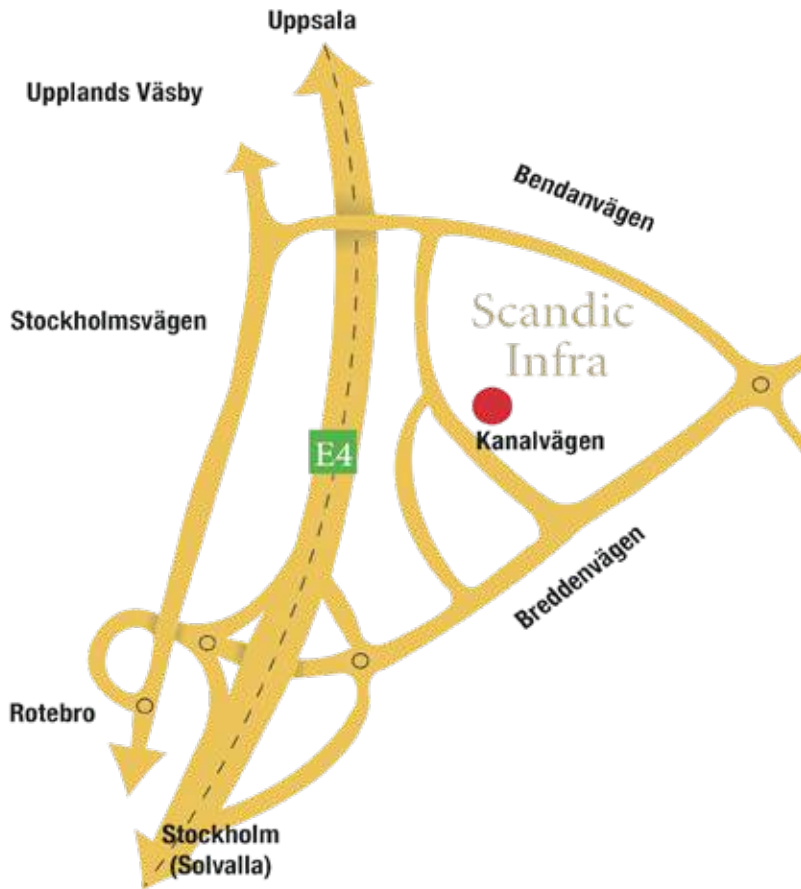 Uppsala
Upplands Väsby
Bendanvägen
Stockholmsvägen
Scandic
Infra
E4
Kanalvägen
Breddenvägen
Rotebro
Stockholm
(Solvalla)